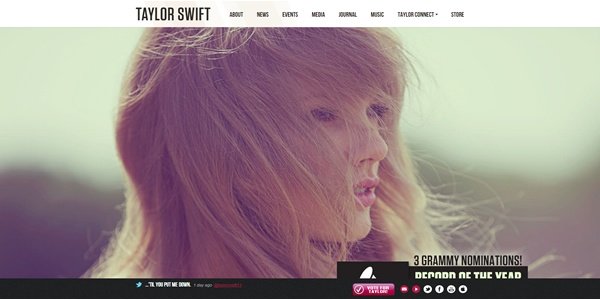 TAYLOR SWIFT
ABOUT NEWS EVENTS MEDIA JOURNAL MUSIC TAYLOR CONNECT STORE
3 GRAMMY NOMINATIONS!
RECORD OF THE YEAR
...'TIL YOU PUT ME DOWN. 1 day ago
VOTE FOR
TAYLOR!